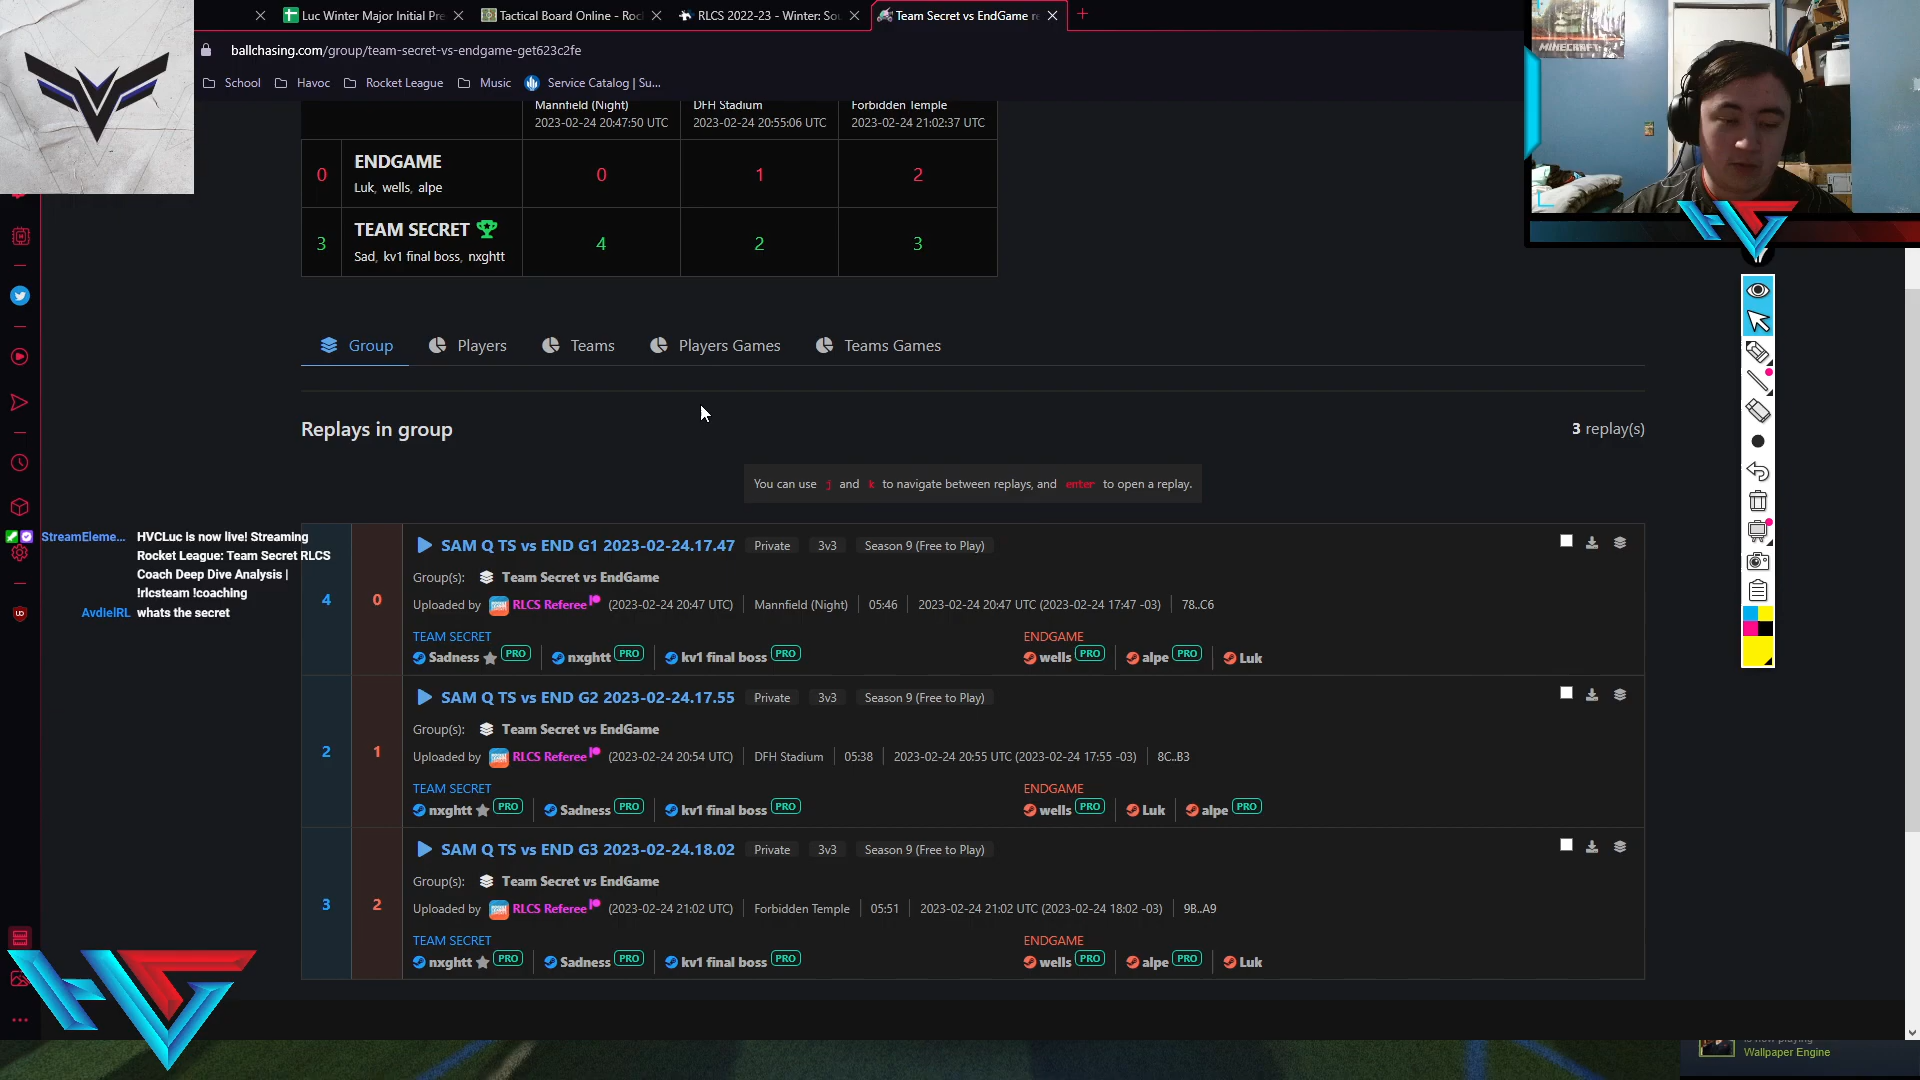 Luc Winter Major Initial Pre
Tactical Board Online - Roc
RLCS 2022-23 - Winter: Sou
Team Secret vs EndGame re
MINECRAFT
ballchasing.com/group/team-secret-vs-endgame-get623c2fe
School
Havoc
Rocket League
Music
Service Catalog | Su...
Mannfield (Night)
DFH Stadium
Forbidden Temple
2023-02-24 20:47:50 UTC
2023-02-24 20:55:06 UTC
2023-02-24 21:02:37 UTC
0
ENDGAME
Luk, wells, alpe
0
1
2
3
TEAM SECRET
Sad, kv1 final boss, nxghtt
4
2
3
Group
Players
Teams
Players Games
Teams Games
Replays in group
3 replay(s)
You can use j and k to navigate between replays, and enter to open a replay.
StreamEleme... HVCLuc is now live! Streaming
Rocket League: Team Secret RLCS
Coach Deep Dive Analysis |
!rlcsteam !coaching
AvdielRL whats the secret
4
0
SAM Q TS vs END G1 2023-02-24.17.47 Private 3v3 Season 9 (Free to Play)
Group(s): Team Secret vs EndGame
Uploaded by RLCS Referee (2023-02-24 20:47 UTC) Mannfield (Night) 05:46 2023-02-24 20:47 UTC (2023-02-24 17:47 -03) 78..C6
TEAM SECRET
ENDGAME
Sadness PRO nxghtt PRO kv1 final boss PRO
wells PRO alpe PRO Luk
2
1
SAM Q TS vs END G2 2023-02-24.17.55 Private 3v3 Season 9 (Free to Play)
Group(s): Team Secret vs EndGame
Uploaded by RLCS Referee (2023-02-24 20:54 UTC) DFH Stadium 05:38 2023-02-24 20:55 UTC (2023-02-24 17:55 -03) 8C..B3
TEAM SECRET
ENDGAME
nxghtt PRO Sadness PRO kv1 final boss PRO
wells PRO Luk alpe PRO
3
2
SAM Q TS vs END G3 2023-02-24.18.02 Private 3v3 Season 9 (Free to Play)
Group(s): Team Secret vs EndGame
Uploaded by RLCS Referee (2023-02-24 21:02 UTC) Forbidden Temple 05:51 2023-02-24 21:02 UTC (2023-02-24 18:02 -03) 9B..A9
TEAM SECRET
ENDGAME
nxghtt PRO Sadness PRO kv1 final boss PRO
wells PRO alpe PRO Luk
Wallpaper Engine